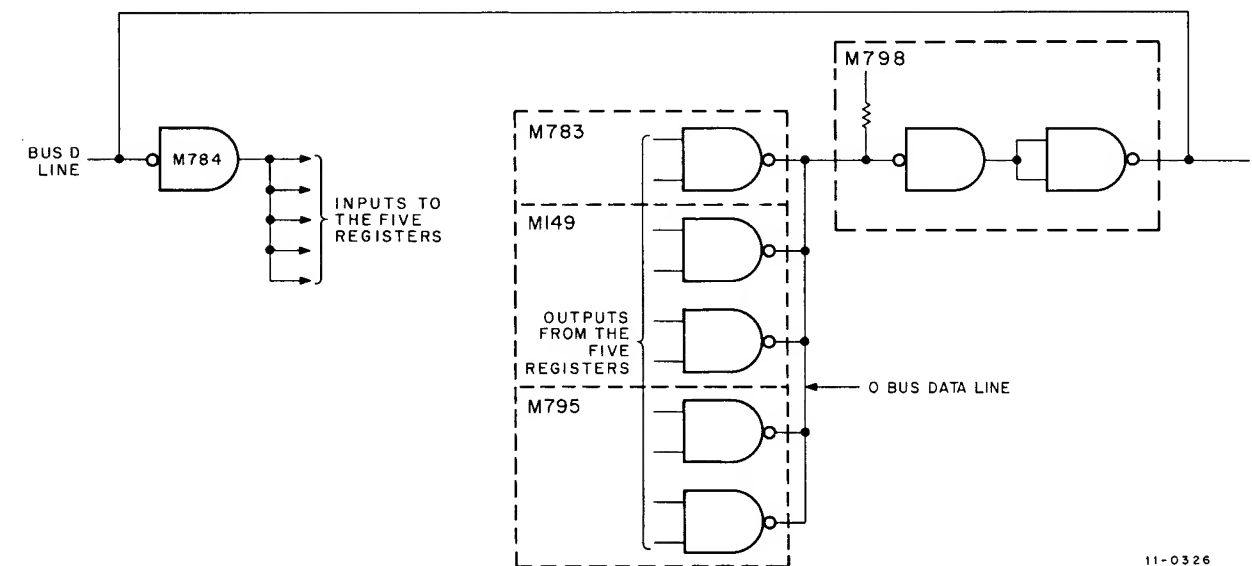 M798
M783
BUS D
LINE
M784
INPUTS TO
THE FIVE
REGISTERS
M149
OUTPUTS
FROM THE
FIVE
REGISTERS
O BUS DATA LINE
M795
11-0326